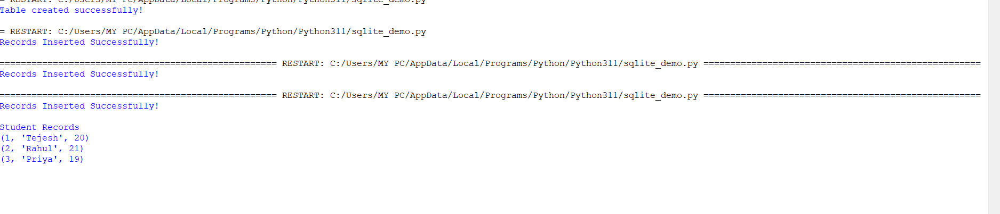 = RESTART: C:/Users/MY PC/AppData/Local/Programs/Python/Python311/sqlite_demo.py
Table created successfully!
= RESTART: C:/Users/MY PC/AppData/Local/Programs/Python/Python311/sqlite_demo.py
Records Inserted Successfully!
==================================================== RESTART: C:/Users/MY PC/AppData/Local/Programs/Python/Python311/sqlite_demo.py ====================================================
Records Inserted Successfully!
==================================================== RESTART: C:/Users/MY PC/AppData/Local/Programs/Python/Python311/sqlite_demo.py ====================================================
Records Inserted Successfully!
Student Records
(1, 'Tejesh', 20)
(2, 'Rahul', 21)
(3, 'Priya', 19)